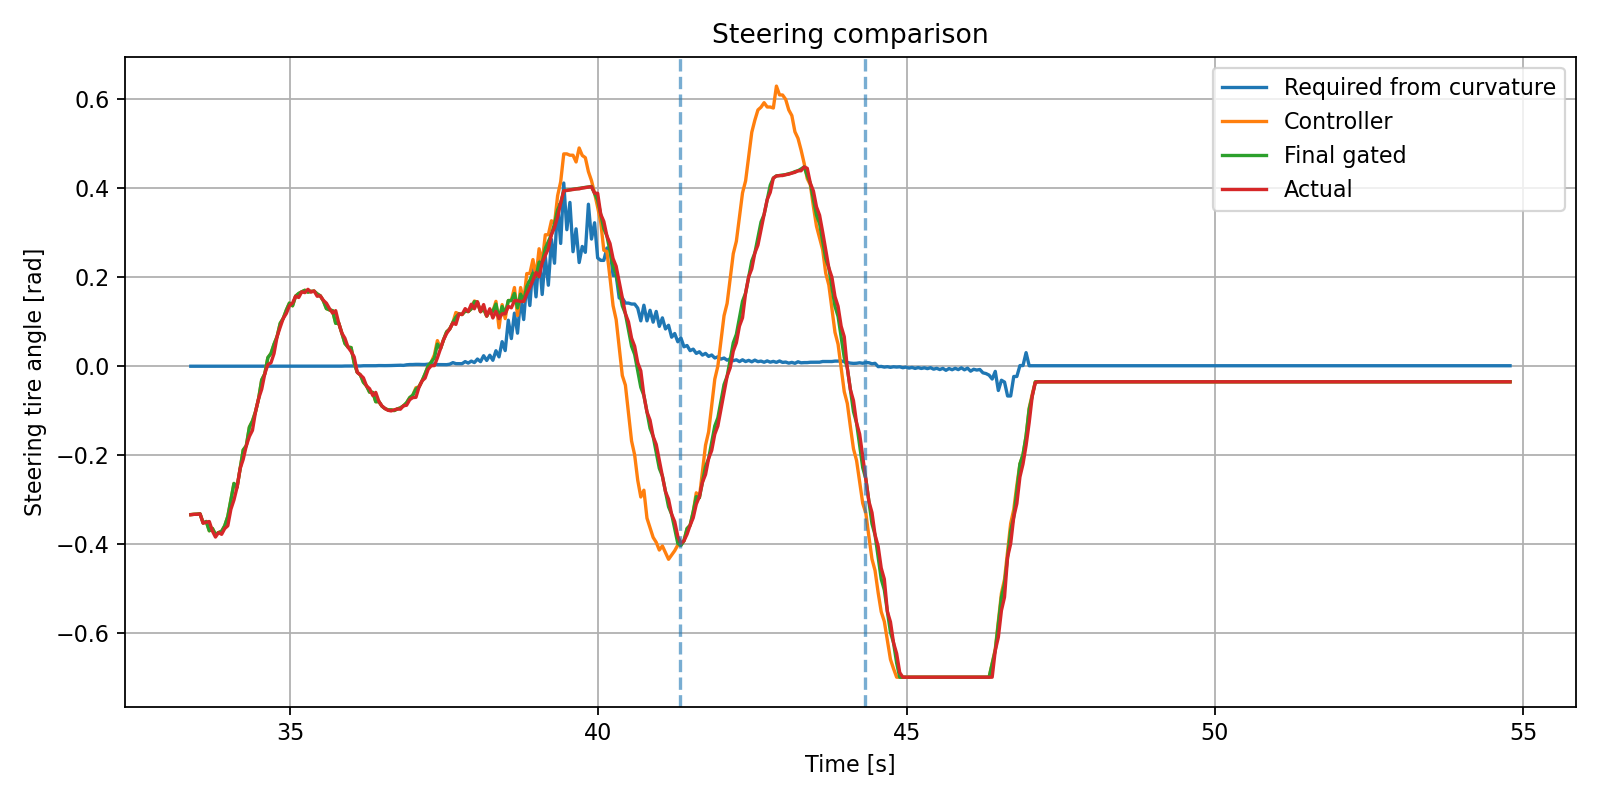 Steering comparison
Required from curvature
Controller
Final gated
Actual
Steering tire angle [rad]
0.6
0.4
0.2
0.0
−0.2
−0.4
−0.6
35
40
45
50
55
Time [s]